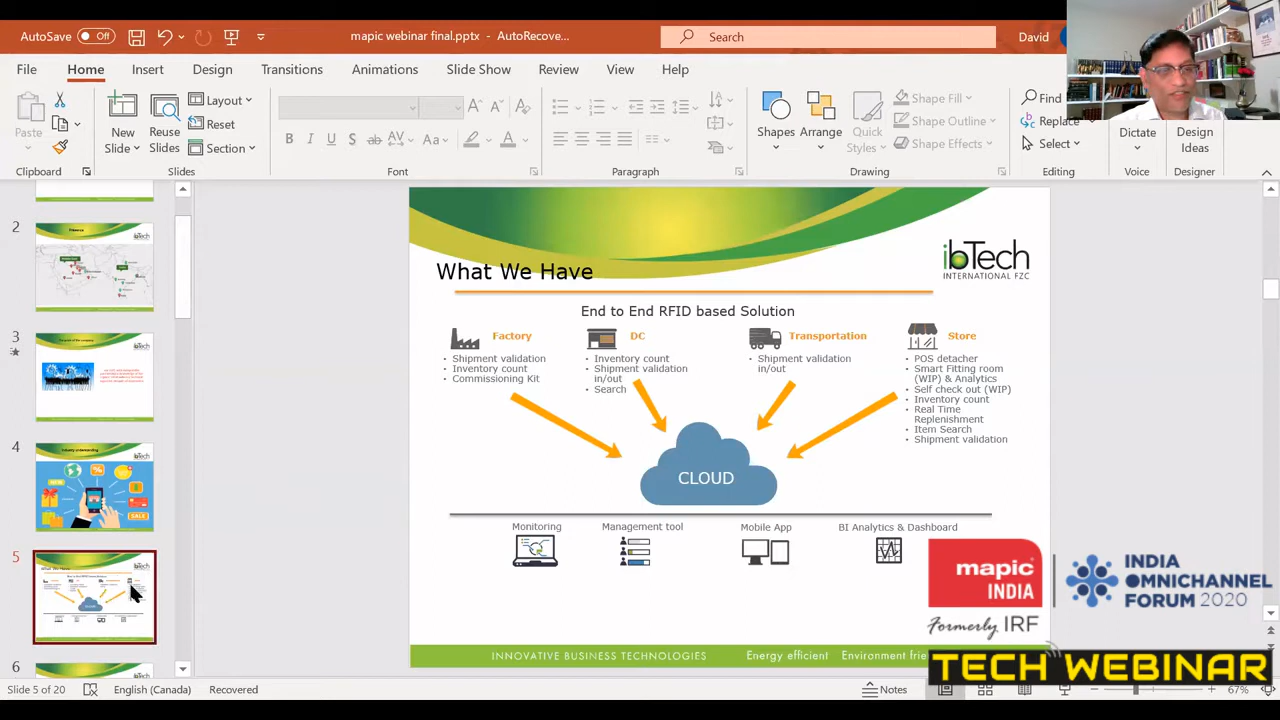 AutoSave
Off
mapic webinar final.pptx - AutoRecove...
Search
David
File
Home
Insert
Design
Transitions
Animations
Slide Show
Review
View
Record
Help
Paste
Clipboard
New
Slide
Reuse
Slides
Layout
Reset
Section
Slides
B
I
U
S
ab
AV
Aa
A
Font
Paragraph
Shapes
Arrange
Quick
Styles
Shape Fill
Shape Outline
Shape Effects
Drawing
Find
Replace
Select
Editing
Dictate
Voice
Design
Ideas
Designer
2
3
4
5
6
What We Have
ibTech
INTERNATIONAL FZC
End to End RFID based Solution
Factory
• Shipment validation
• Inventory count
• Commissioning Kit
DC
• Inventory count
• Shipment validation
in/out
• Search
Transportation
• Shipment validation
in/out
Store
• POS detacher
• Smart Fitting room
(WIP) & Analytics
• Self check out (WIP)
• Inventory count
• Real Time
Replenishment
• Item Search
• Shipment validation
CLOUD
Monitoring
Management tool
Mobile App
BI Analytics & Dashboard
mapic
INDIA
Formerly IRF
INDIA
OMNICHANNEL
FORUM 2020
INNOVATIVE BUSINESS TECHNOLOGIES
Energy efficient
Environment frie
TECH WEBINAR
Slide 5 of 20
English (Canada)
Recovered
Notes
67%